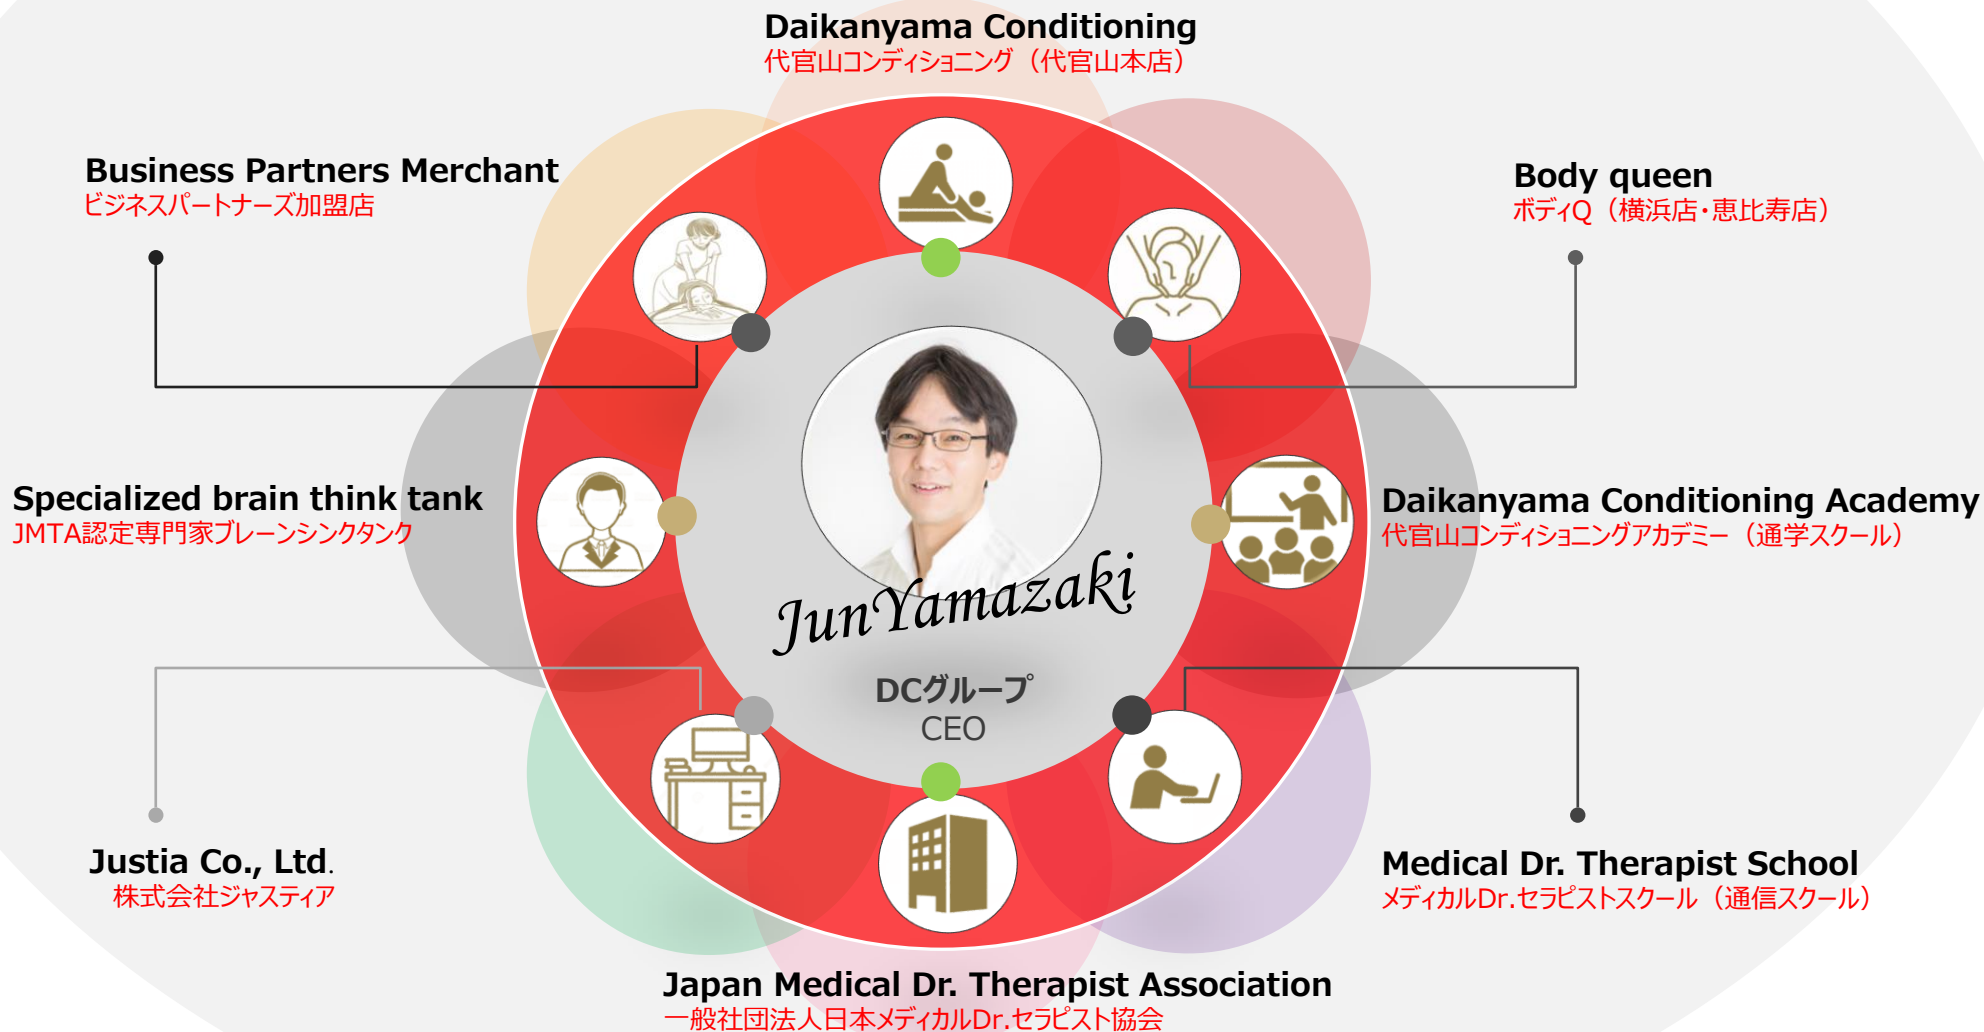 Daikanyama Conditioning
代官山コンディショニング（代官山本店）
Business Partners Merchant
ビジネスパートナーズ加盟店
Body queen
ボディQ（横浜店・恵比寿店）
Specialized brain think tank
JMTA認定専門家ブレーンシンクタンク
Daikanyama Conditioning Academy
代官山コンディショニングアカデミー（通学スクール）
JunYamazaki
DCグループ
CEO
Justia Co., Ltd.
株式会社ジャスティア
Medical Dr. Therapist School
メディカルDr.セラピストスクール（通信スクール）
Japan Medical Dr. Therapist Association
一般社団法人日本メディカルDr.セラピスト協会